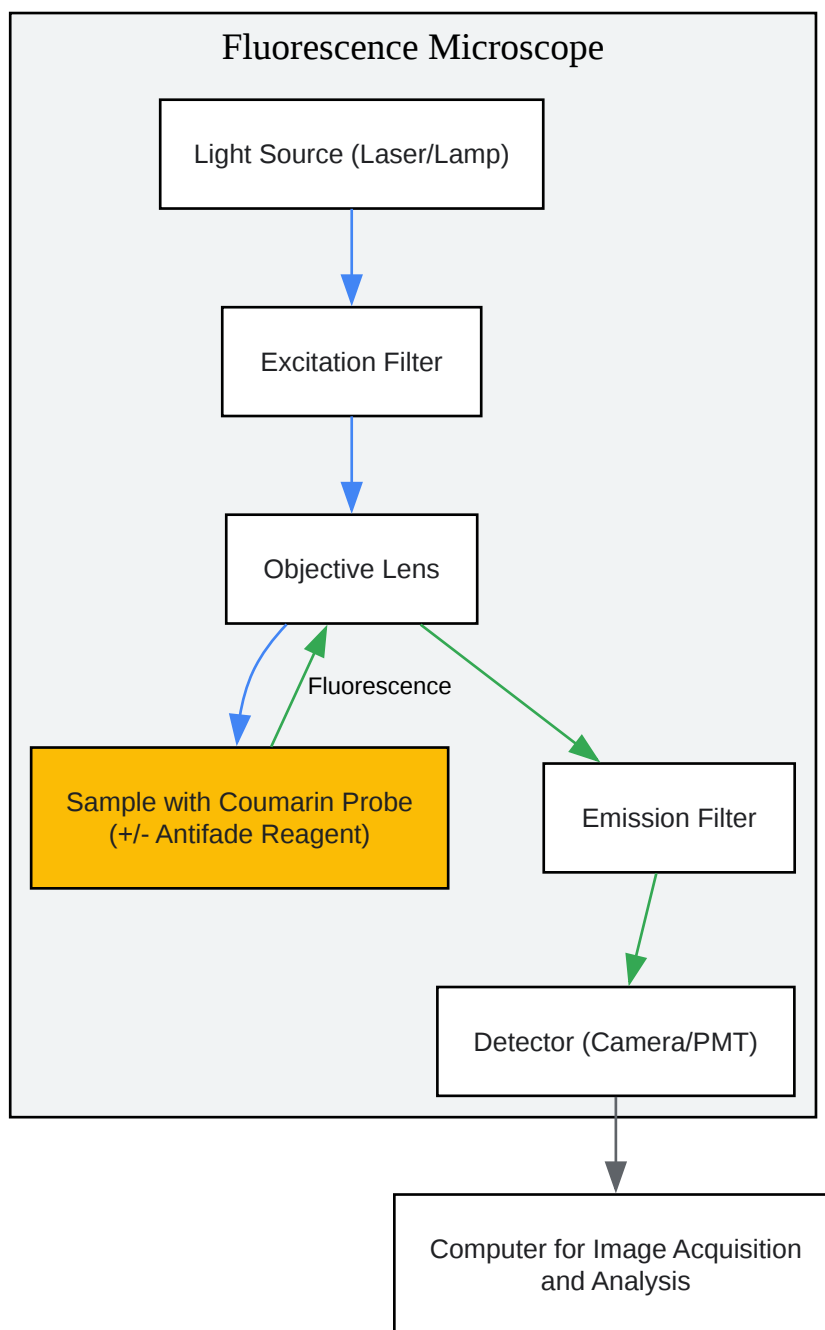 Fluorescence Microscope
Light Source (Laser/Lamp)
Excitation Filter
Objective Lens
Fluorescence
Sample with Coumarin Probe
(+/- Antifade Reagent)
Emission Filter
Detector (Camera/PMT)
Computer for Image Acquisition
and Analysis